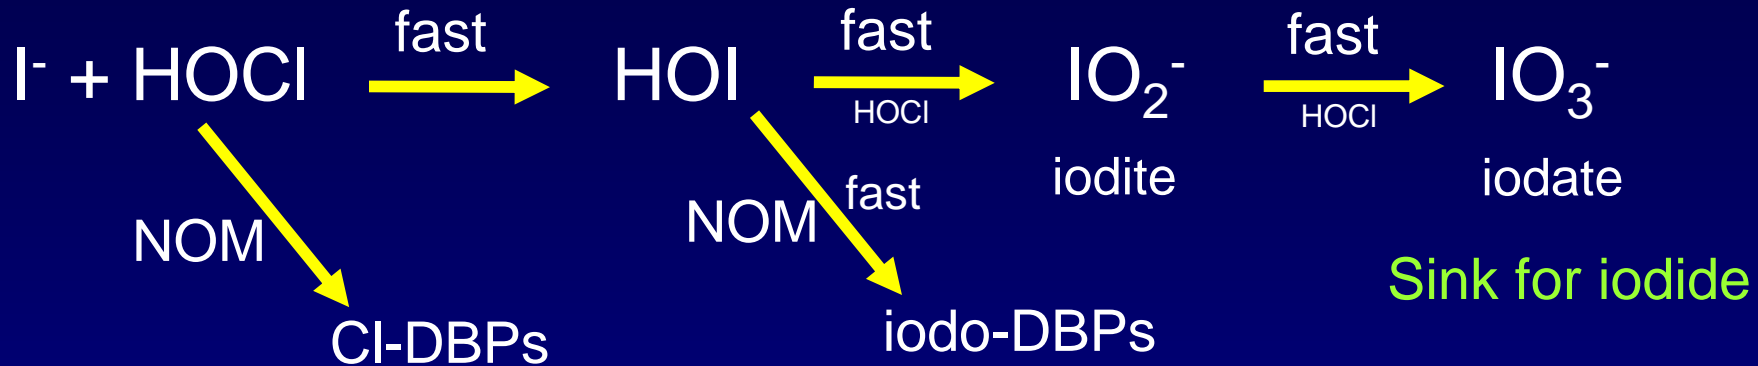 fast fast fast
I⁻ + HOCl HOI IO₂⁻ IO₃⁻
HOCl HOCl
iodite iodate
NOM NOM fast
Sink for iodide
Cl-DBPs iodo-DBPs